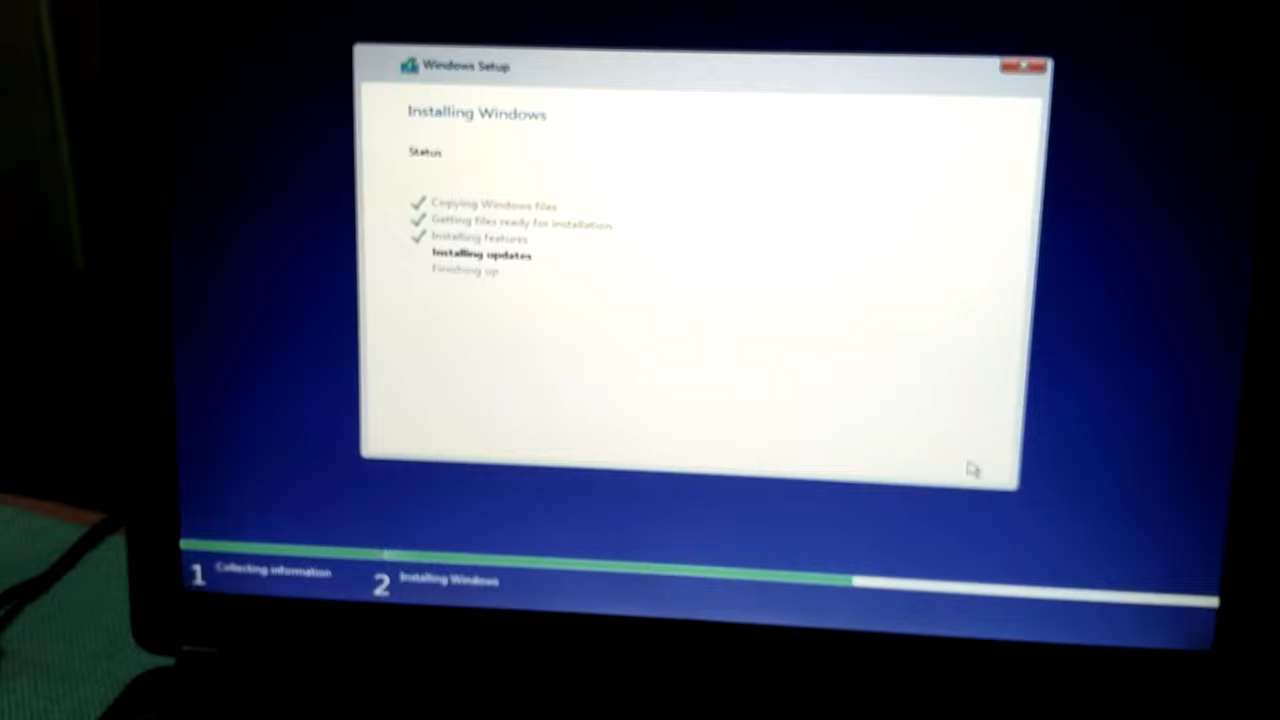 Windows Setup
Installing Windows
Status
Copying Windows files
Getting files ready for installation
Installing features
Installing updates
Finishing up
1 Collecting information
2 Installing Windows